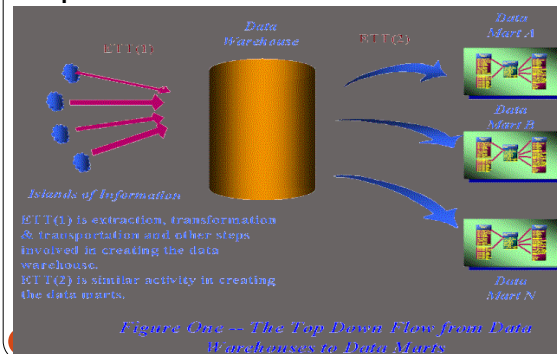 Data
Warehouse
ETT(1)
ETT(2)
Data
Mart A
Data
Mart B
Data
Mart N
Islands of Information
ETT(1) is extraction, transformation
& transportation and other steps
involved in creating the data
warehouse.
ETT(2) is similar activity in creating
the data marts.
Figure One -- The Top Down Flow from Data
Warehouses to Data Marts